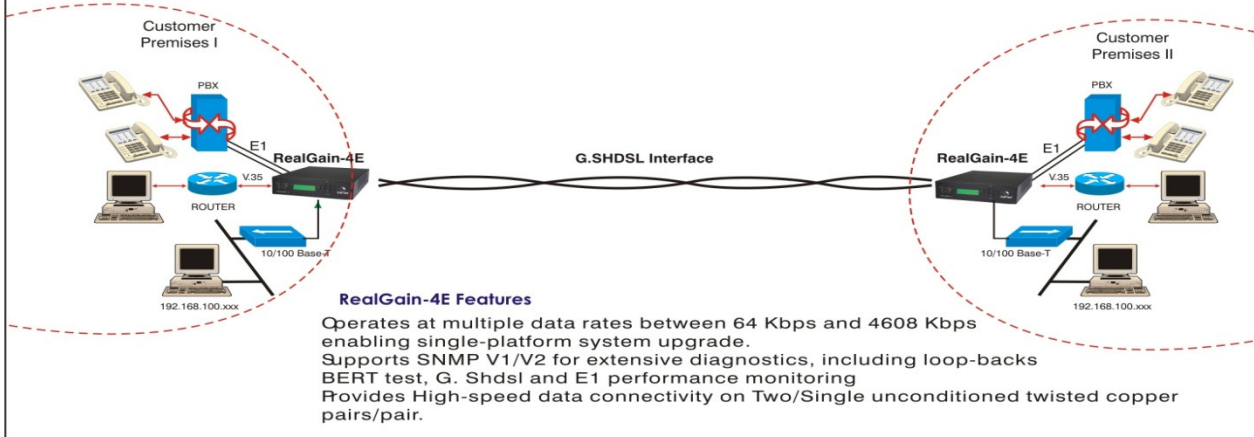 Customer
Premises I
PBX
E1
RealGain-4E
V.35
ROUTER
10/100 Base-T
192.168.100.xxx
G.SHDSL Interface
Customer
Premises II
PBX
E1
RealGain-4E
V.35
ROUTER
10/100 Base-T
192.168.100.xxx
RealGain-4E Features
Operates at multiple data rates between 64 Kbps and 4608 Kbps
enabling single-platform system upgrade.
Supports SNMP V1/V2 for extensive diagnostics, including loop-backs
BERT test, G. Shdsl and E1 performance monitoring
Provides High-speed data connectivity on Two/Single unconditioned twisted copper
pairs/pair.